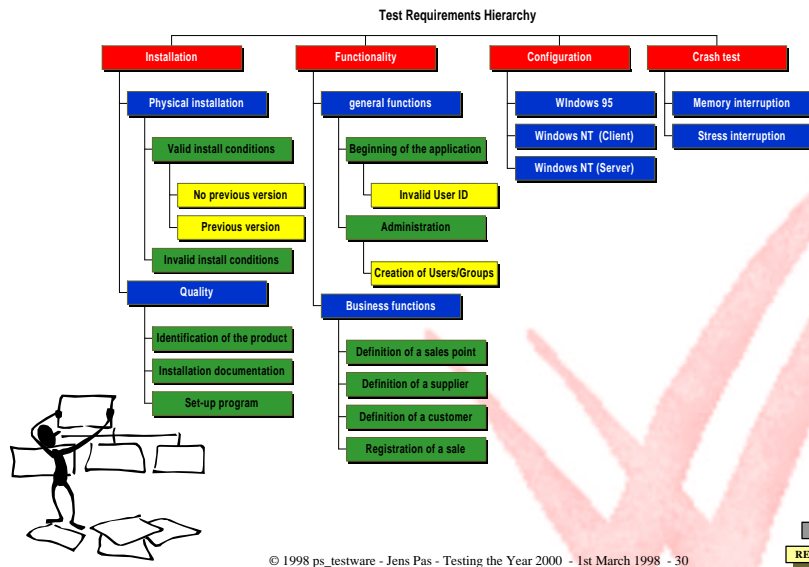 Test Requirements Hierarchy
Installation
Physical installation
Valid install conditions
No previous version
Previous version
Invalid install conditions
Quality
Identification of the product
Installation documentation
Set-up program
Functionality
general functions
Beginning of the application
Invalid User ID
Administration
Creation of Users/Groups
Business functions
Definition of a sales point
Definition of a supplier
Definition of a customer
Registration of a sale
Configuration
WIndows 95
Windows NT (Client)
Windows NT (Server)
Crash test
Memory interruption
Stress interruption
© 1998 ps_testware - Jens Pas - Testing the Year 2000 - 1st March 1998 - 30
RE